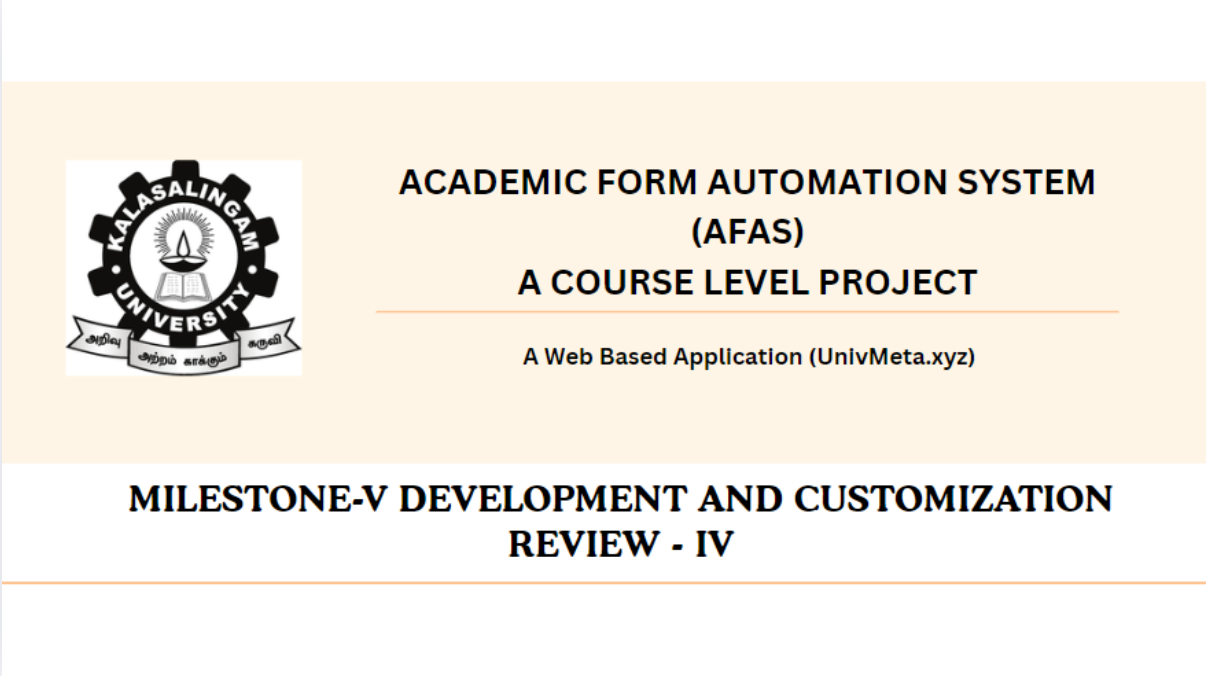 KALASALINGAM
UNIVERSITY
அறிவு
அற்றம் காக்கும்
கருவி
ACADEMIC FORM AUTOMATION SYSTEM
(AFAS)
A COURSE LEVEL PROJECT
A Web Based Application (UnivMeta.xyz)
MILESTONE-V DEVELOPMENT AND CUSTOMIZATION
REVIEW - IV